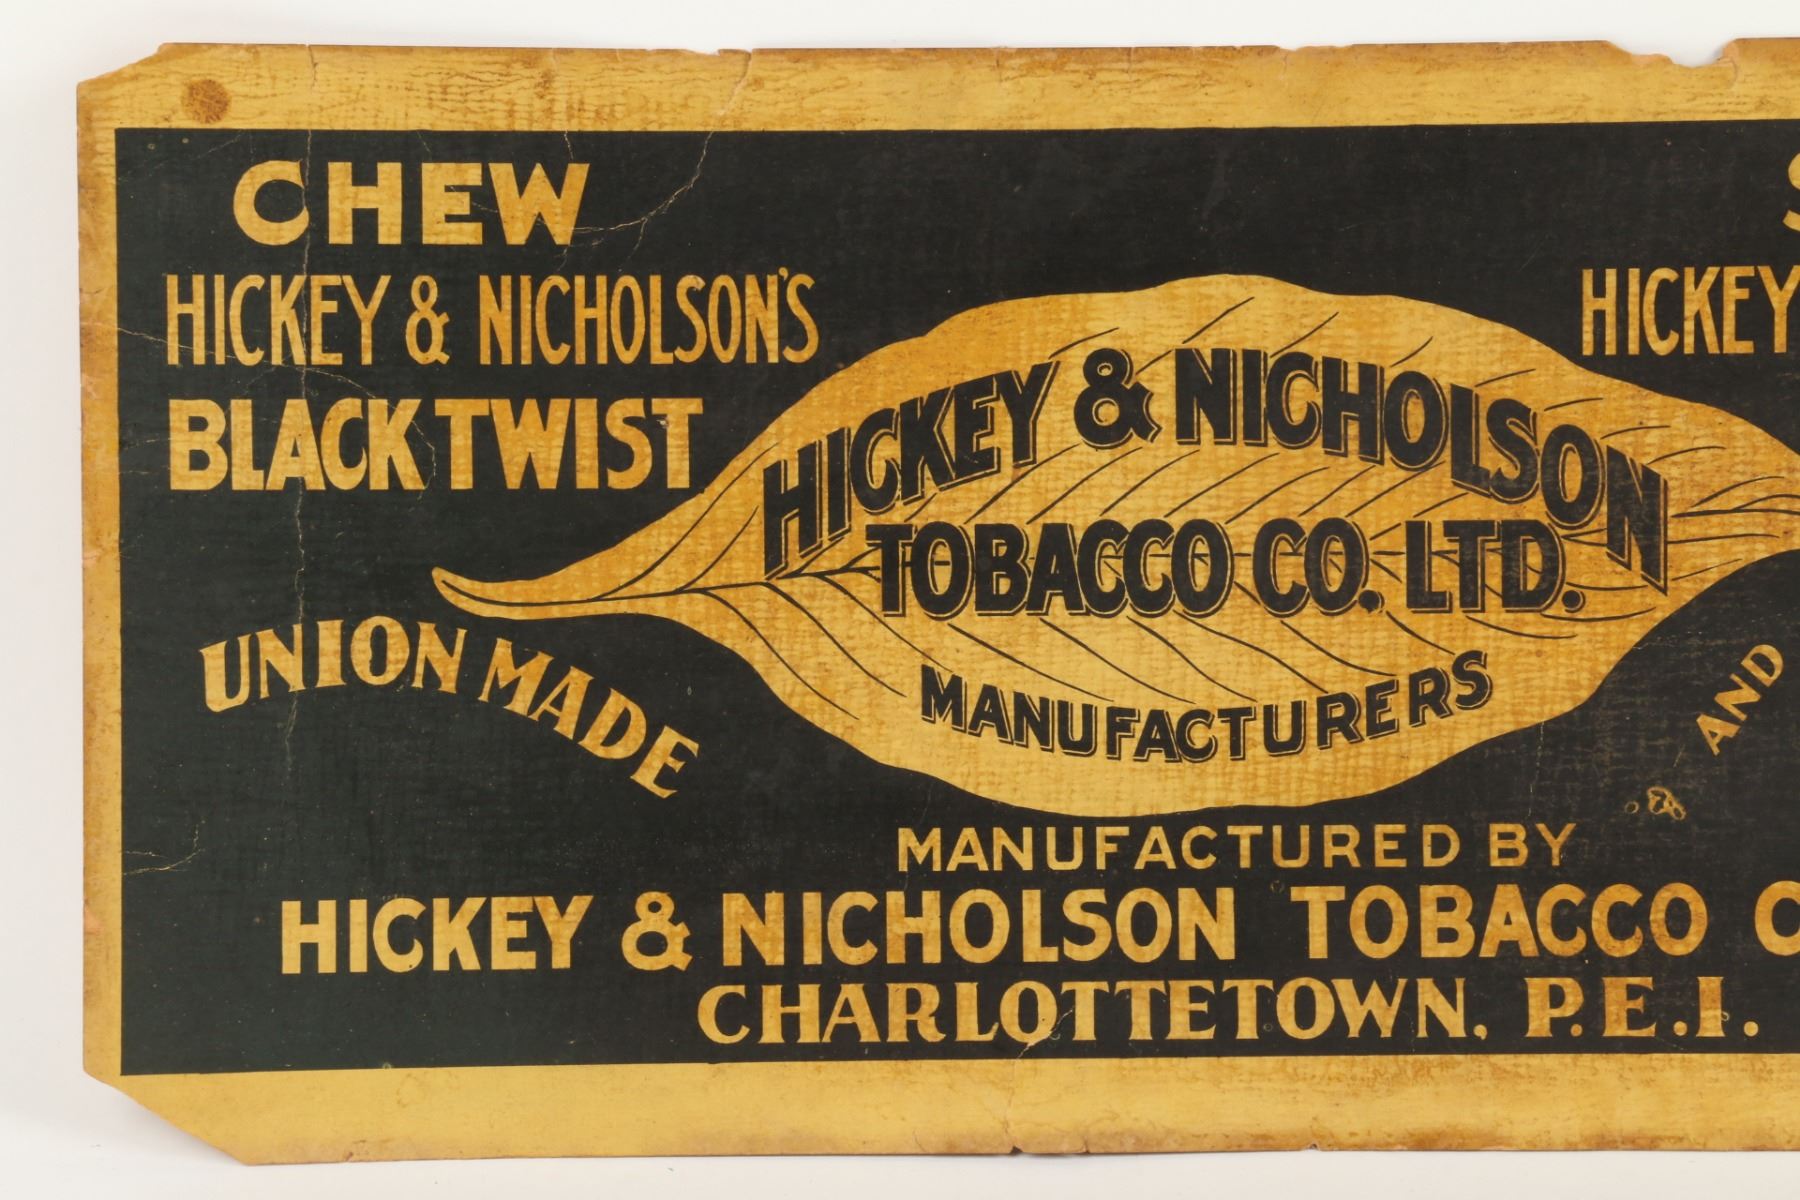 CHEW
HICKEY & NICHOLSON'S
BLACK TWIST
HICKEY
HICKEY & NICHOLSON
TOBACCO CO. LTD.
MANUFACTURERS
UNION MADE
AND
MANUFACTURED BY
HICKEY & NICHOLSON TOBACCO C
CHARLOTTETOWN, P.E.I.